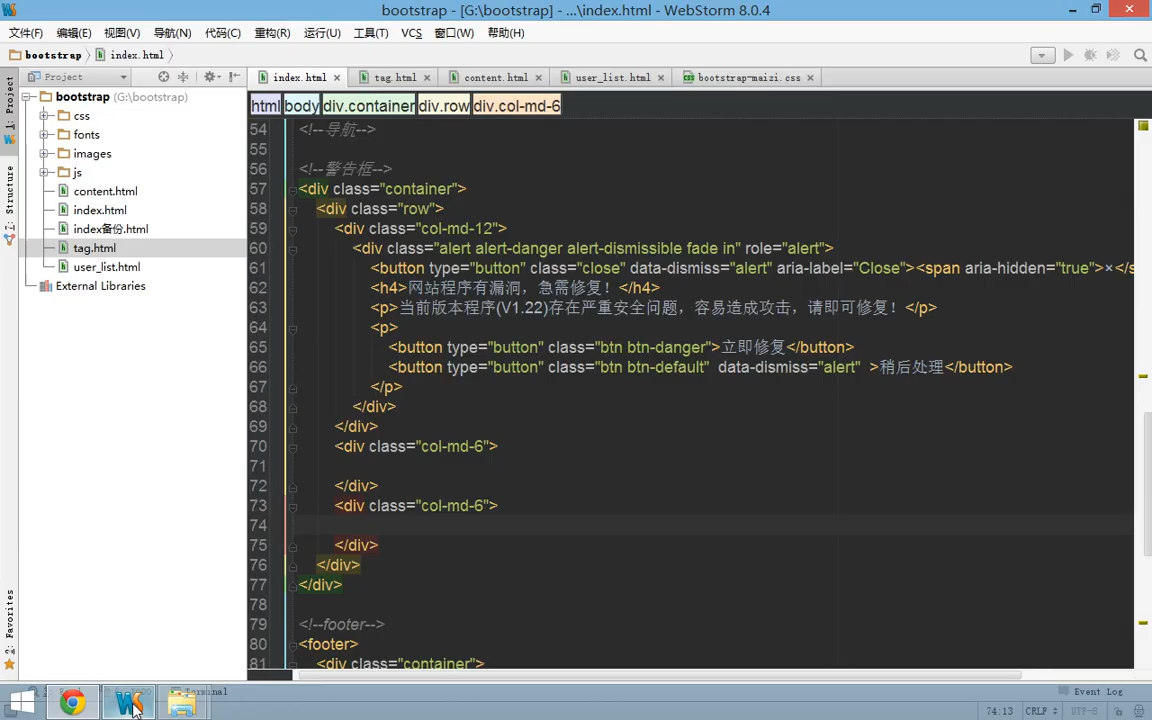 bootstrap - [G:\bootstrap] - ...\index.html - WebStorm 8.0.4
文件(F) 编辑(E) 视图(V) 导航(N) 代码(C) 重构(R) 运行(U) 工具(T) VCS 窗口(W) 帮助(H)
bootstrap index.html
Project
index.html tag.html content.html user_list.html bootstrap-maizi.css
1: Project
Structure
2: Favorites
bootstrap (G:\bootstrap)
css
fonts
images
js
content.html
index.html
index备份.html
tag.html
user_list.html
External Libraries
html body div.container div.row div.col-md-6
54 <!--导航-->
55
56 <!--警告框-->
57 <div class="container">
58 <div class="row">
59 <div class="col-md-12">
60 <div class="alert alert-danger alert-dismissible fade in" role="alert">
61 <button type="button" class="close" data-dismiss="alert" aria-label="Close"><span aria-hidden="true">×</s
62 <h4>网站程序有漏洞，急需修复！</h4>
63 <p>当前版本程序(V1.22)存在严重安全问题，容易造成攻击，请即可修复！</p>
64 <p>
65 <button type="button" class="btn btn-danger">立即修复</button>
66 <button type="button" class="btn btn-default" data-dismiss="alert" >稍后处理</button>
67 </p>
68 </div>
69 </div>
70 <div class="col-md-6">
71
72 </div>
73 <div class="col-md-6">
74
75 </div>
76 </div>
77 </div>
78
79 <!--footer-->
80 <footer>
81 <div class="container">
Terminal Event Log
74:13 CRLF UTF-8